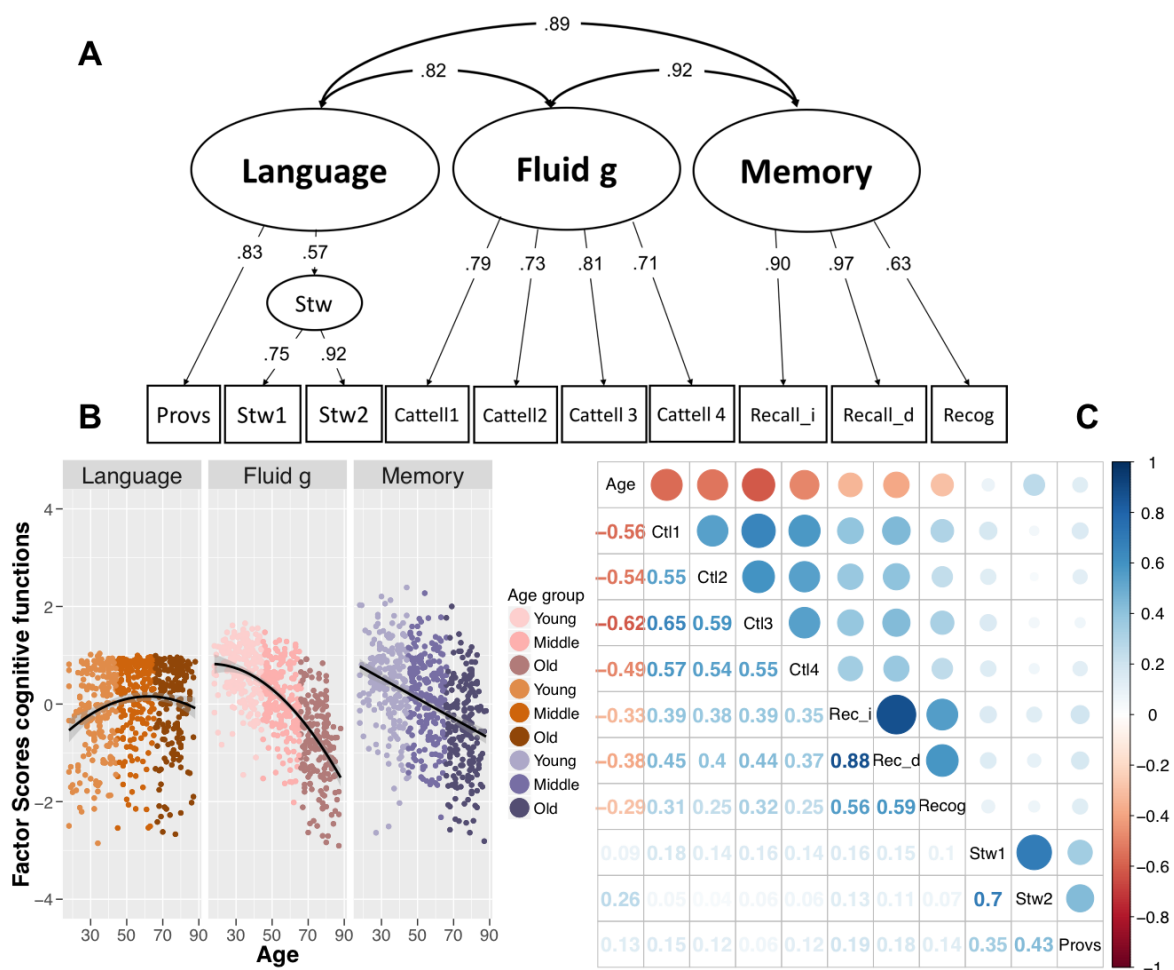 A
.89
.82
.92
Language
Fluid g
Memory
.83
.57
.79
.73
.81
.71
.90
.97
.63
Stw
.75
.92
Provs
Stw1
Stw2
Cattell1
Cattell2
Cattell 3
Cattell 4
Recall_i
Recall_d
Recog
B
Language
Fluid g
Memory
Factor Scores cognitive functions
4
2
0
−2
−4
30 50 70 90
30 50 70 90
30 50 70 90
Age
Age group
Young
Middle
Old
Young
Middle
Old
Young
Middle
Old
C
Age
−0.56 Ctl1
−0.54 0.55 Ctl2
−0.62 0.65 0.59 Ctl3
−0.49 0.57 0.54 0.55 Ctl4
−0.33 0.39 0.38 0.39 0.35 Rec_i
−0.38 0.45 0.4 0.44 0.37 0.88 Rec_d
−0.29 0.31 0.25 0.32 0.25 0.56 0.59 Recog
0.09 0.18 0.14 0.16 0.14 0.16 0.15 0.1 Stw1
0.26 0.05 0.04 0.06 0.06 0.13 0.11 0.07 0.7 Stw2
0.13 0.15 0.12 0.06 0.12 0.19 0.18 0.14 0.35 0.43 Provs
1
0.8
0.6
0.4
0.2
0
−0.2
−0.4
−0.6
−0.8
−1